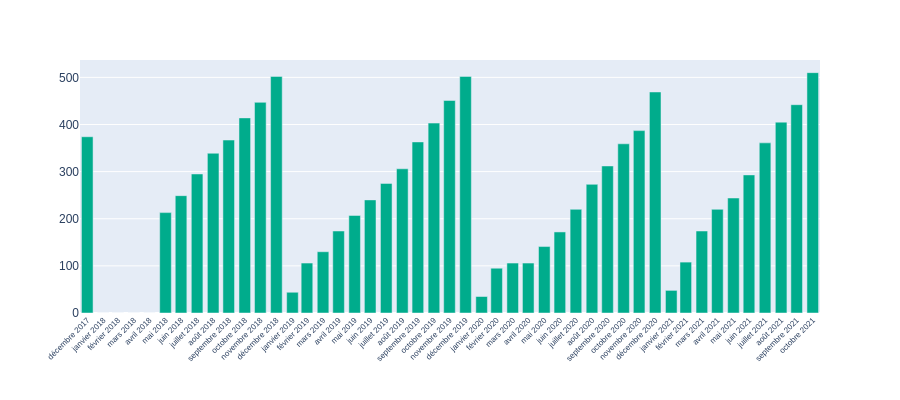 500
400
300
200
100
0
décembre 2017
janvier 2018
février 2018
mars 2018
avril 2018
mai 2018
juin 2018
juillet 2018
août 2018
septembre 2018
octobre 2018
novembre 2018
décembre 2018
janvier 2019
février 2019
mars 2019
avril 2019
mai 2019
juin 2019
juillet 2019
août 2019
septembre 2019
octobre 2019
novembre 2019
décembre 2019
janvier 2020
février 2020
mars 2020
avril 2020
mai 2020
juin 2020
juillet 2020
août 2020
septembre 2020
octobre 2020
novembre 2020
décembre 2020
janvier 2021
février 2021
mars 2021
avril 2021
mai 2021
juin 2021
juillet 2021
août 2021
septembre 2021
octobre 2021